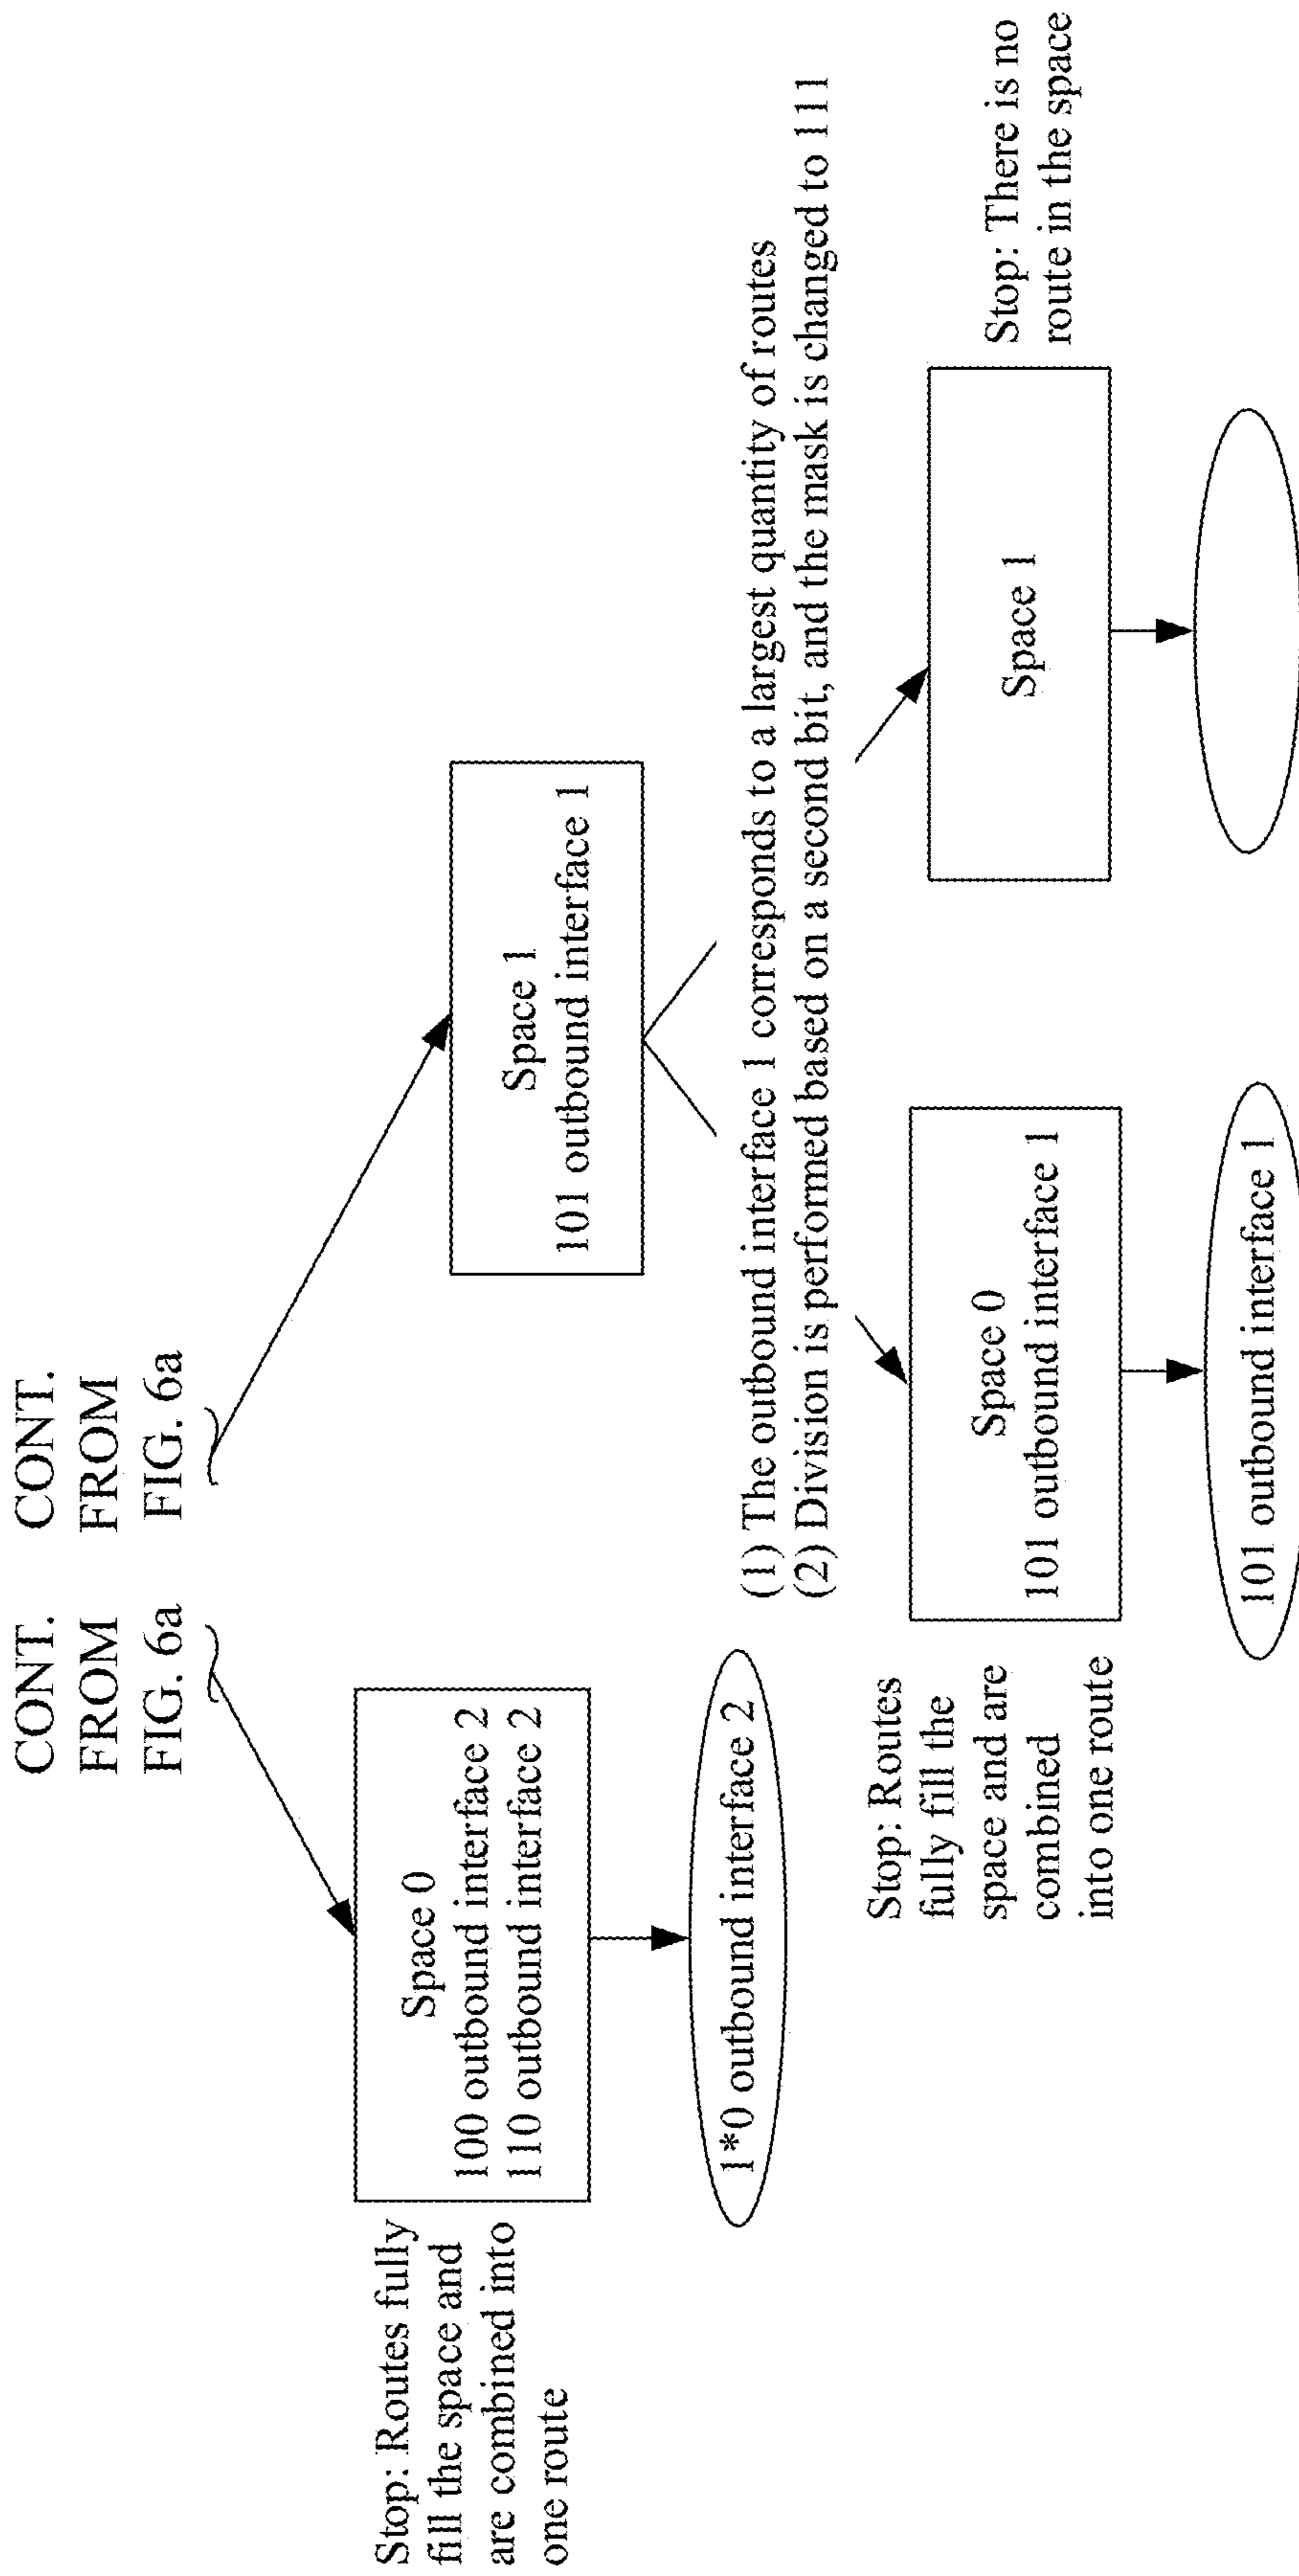 CONT.
FROM
FIG. 6a
CONT.
FROM
FIG. 6a
Stop: Routes fully
fill the space and
are combined into
one route
Space 0
100 outbound interface 2
110 outbound interface 2
1*0 outbound interface 2
Space 1
101 outbound interface 1
(1) The outbound interface 1 corresponds to a largest quantity of routes
(2) Division is performed based on a second bit, and the mask is changed to 111
Stop: Routes
fully fill the
space and are
combined
into one route
Space 0
101 outbound interface 1
101 outbound interface 1
Space 1
Stop: There is no
route in the space